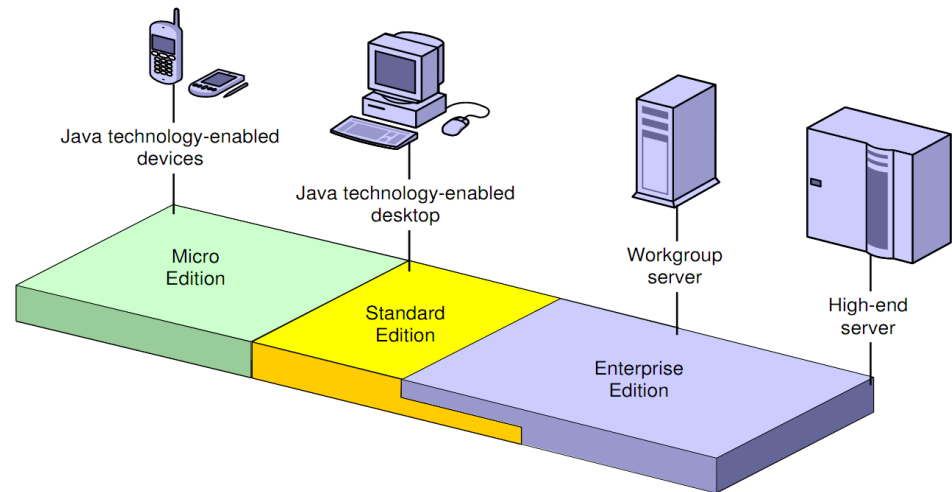 Java technology-enabled
devices
Java technology-enabled
desktop
Workgroup
server
High-end
server
Micro
Edition
Standard
Edition
Enterprise
Edition